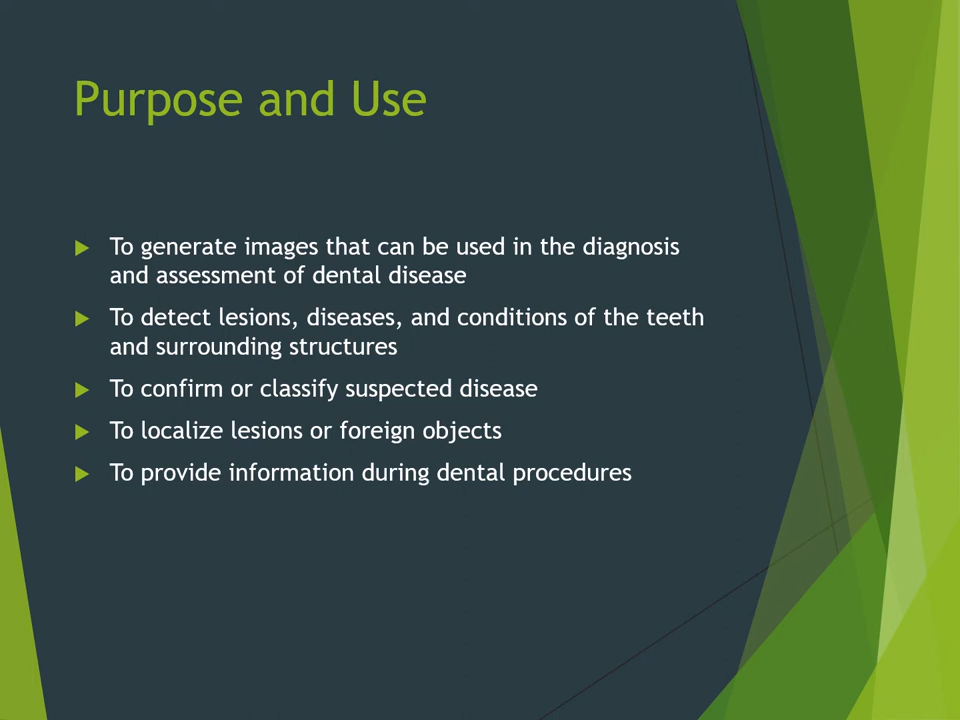 Purpose and Use
To generate images that can be used in the diagnosis
and assessment of dental disease
To detect lesions, diseases, and conditions of the teeth
and surrounding structures
To confirm or classify suspected disease
To localize lesions or foreign objects
To provide information during dental procedures